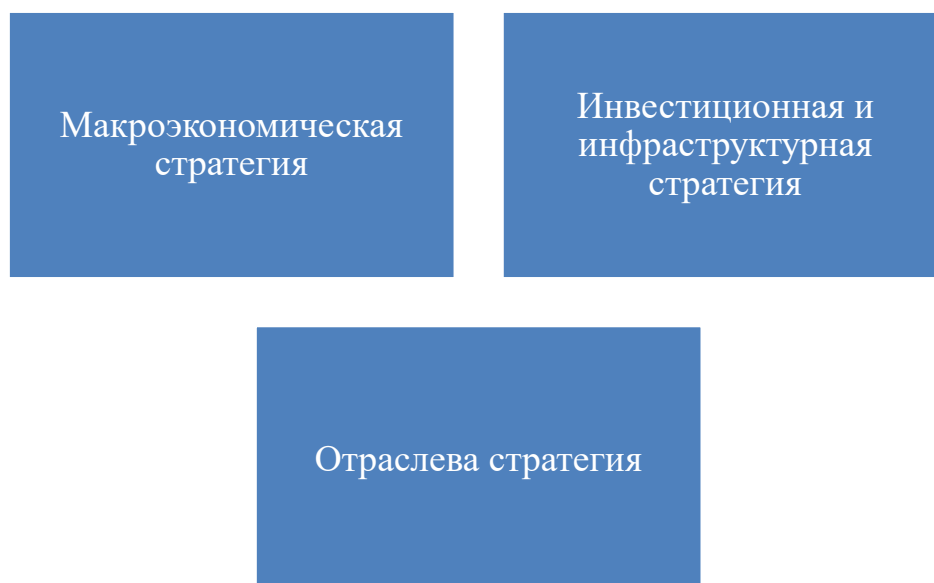 Макроэкономическая
стратегия
Инвестиционная и
инфраструктурная
стратегия
Отраслева стратегия